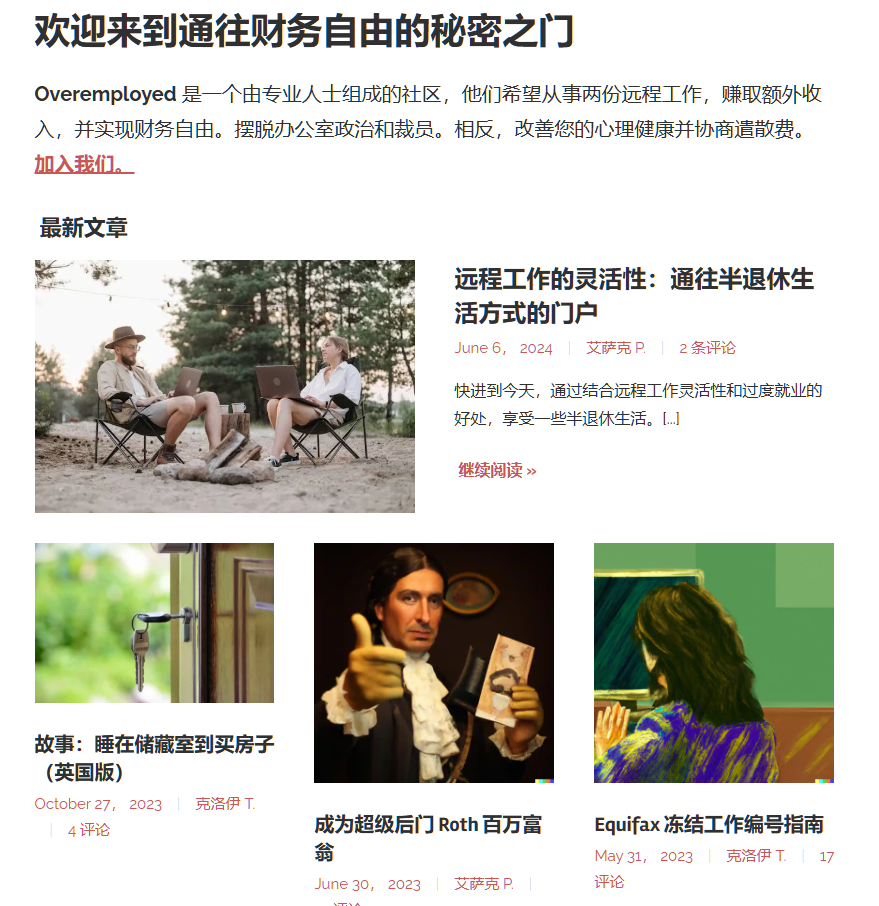 欢迎来到通往财务自由的秘密之门
Overemployed 是一个由专业人士组成的社区，他们希望从事两份远程工作，赚取额外收
入，并实现财务自由。摆脱办公室政治和裁员。相反，改善您的心理健康并协商遣散费。
加入我们。
最新文章
远程工作的灵活性：通往半退休生
活方式的门户
June 6， 2024 | 艾萨克 P. | 2 条评论
快进到今天，通过结合远程工作灵活性和过度就业的
好处，享受一些半退休生活。[...]
继续阅读 »
故事：睡在储藏室到买房子
（英国版）
October 27， 2023 | 克洛伊 T.
| 4 评论
成为超级后门 Roth 百万富
翁
June 30， 2023 | 艾萨克 P. |
Equifax 冻结工作编号指南
May 31， 2023 | 克洛伊 T. | 17
评论